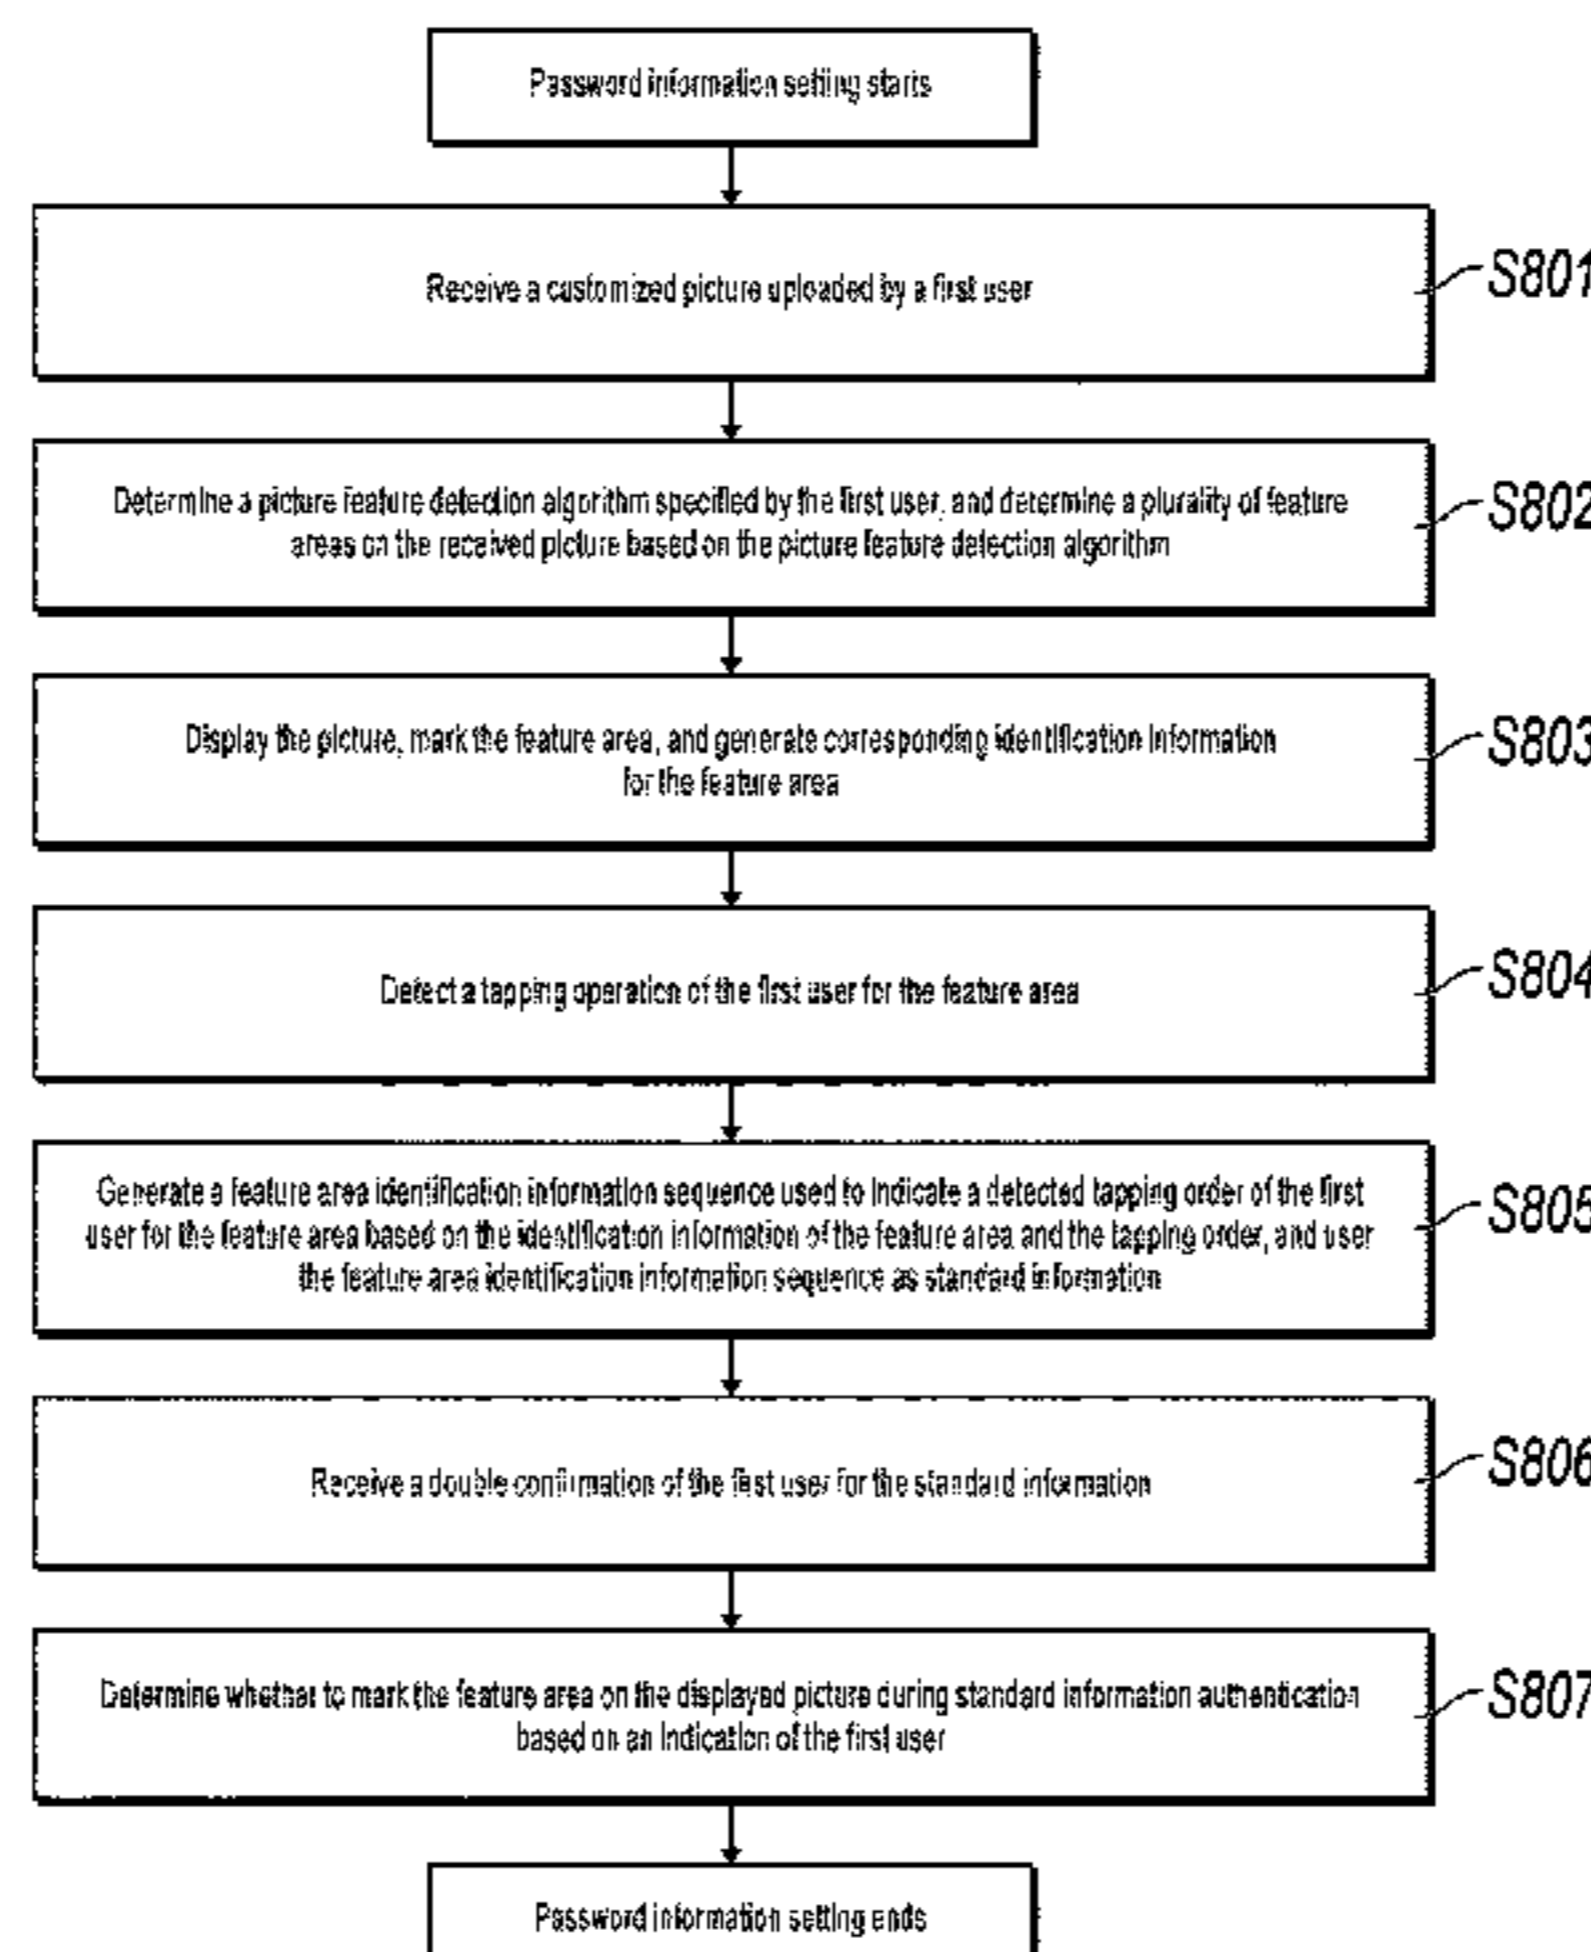 Password information setting starts
Receive a customized picture uploaded by a first user
S801
Determine a picture feature detection algorithm specified by the first user, and determine a plurality of feature
areas on the received picture based on the picture feature detection algorithm
S802
Display the picture, mark the feature area, and generate corresponding identification information
for the feature area
S803
Detect a tapping operation of the first user for the feature area
S804
Generate a feature area identification information sequence used to indicate a detected tapping order of the first
user for the feature area based on the identification information of the feature area and the tapping order, and user
the feature area identification information sequence as standard information
S805
Receive a double confirmation of the first user for the standard information
S806
Determine whether to mark the feature area on the displayed picture during standard information authentication
based on an indication of the first user
S807
Password information setting ends